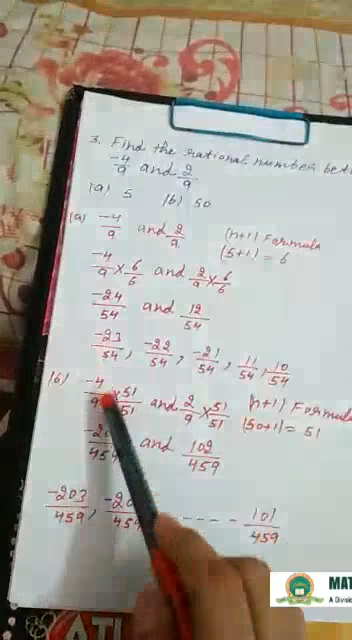 3. Find the rational number bet
-4/9 and 2/9
(a) 5 (b) 50
(a) -4/9 and 2/9 (n+1) Formula
(5+1) = 6
-4/9 × 6/6 and 2/9 × 6/6
-24/54 and 12/54
-23/54, -22/54, -21/54, 11/54, 10/54
(b) -4/9 × 51/51 and 2/9 × 51/51 (n+1) Formula
(50+1) = 51
and 102/459
-203/459, ---- - 101/459
MAT
A Divisio